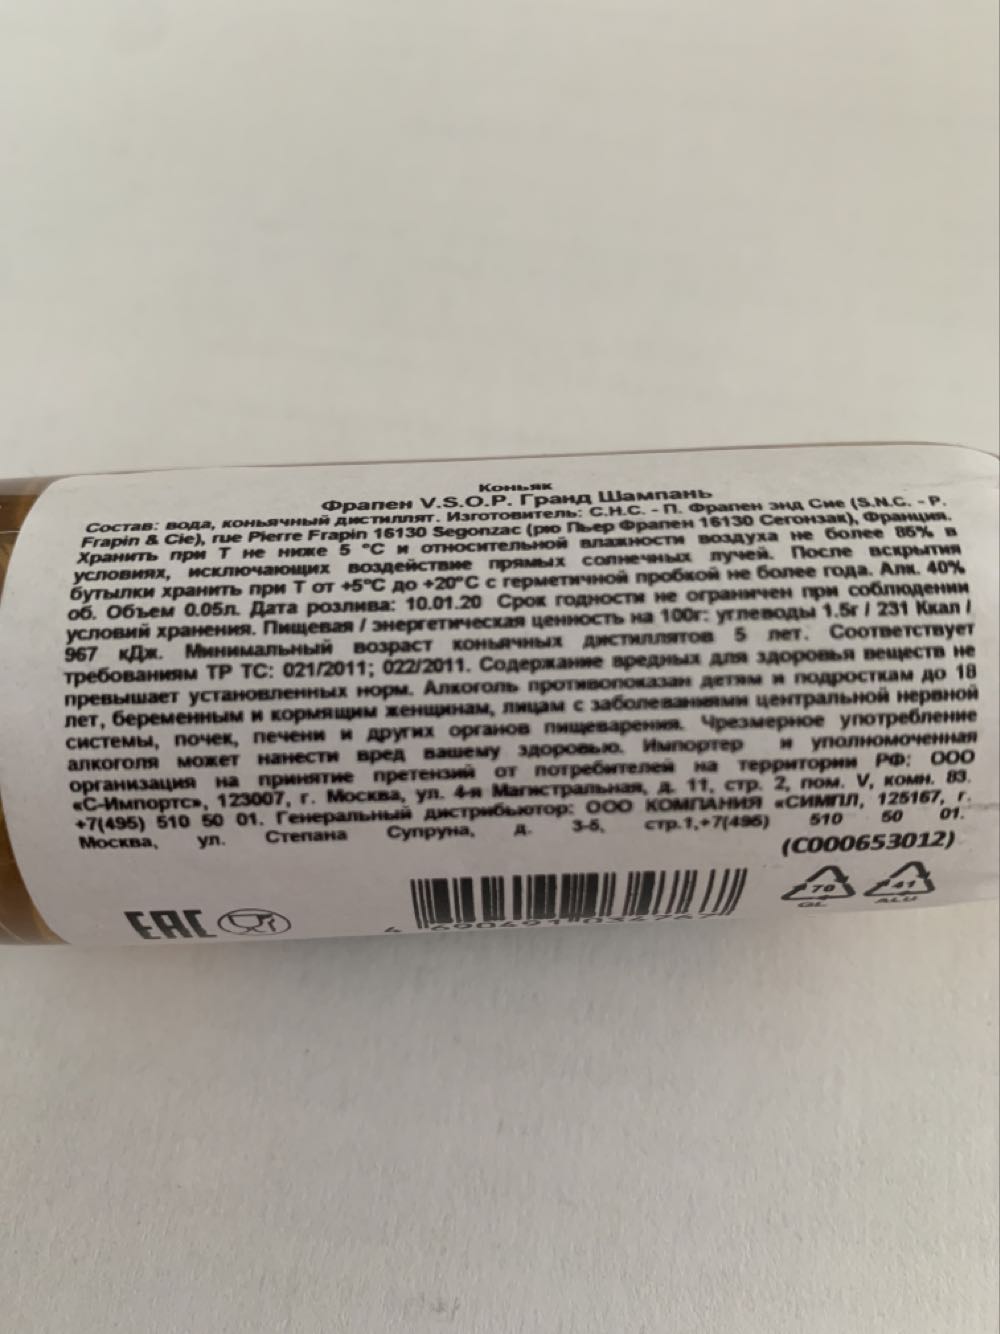 Коньяк
Фрапен V.S.O.P. Гранд Шампань
Состав: вода, коньячный дистиллят. Изготовитель: С.Н.С. - П. Фрапен энд Сие (S.N.C. - P.
Frapin & Cie), rue Pierre Frapin 16130 Segonzac (рю Пьер Фрапен 16130 Сегонзак), Франция.
Хранить при Т не ниже 5 °С и относительной влажности воздуха не более 85% в
условиях, исключающих воздействие прямых солнечных лучей. После вскрытия
бутылки хранить при Т от +5°С до +20°С с герметичной пробкой не более года. Алк. 40%
об. Объем 0.05л. Дата розлива: 10.01.20 Срок годности не ограничен при соблюдении
условий хранения. Пищевая / энергетическая ценность на 100г: углеводы 1.5г / 231 Ккал /
967 кДж. Минимальный возраст коньячных дистиллятов 5 лет. Соответствует
требованиям ТР ТС: 021/2011; 022/2011. Содержание вредных для здоровья веществ не
превышает установленных норм. Алкоголь противопоказан детям и подросткам до 18
лет, беременным и кормящим женщинам, лицам с заболеваниями центральной нервной
системы, почек, печени и других органов пищеварения. Чрезмерное употребление
алкоголя может нанести вред вашему здоровью. Импортер и уполномоченная
организация на принятие претензий от потребителей на территории РФ: ООО
«С-Импортс», 123007, г. Москва, ул. 4-я Магистральная, д. 11, стр. 2, пом. V, комн. 83.
+7(495) 510 50 01. Генеральный дистрибьютор: ООО КОМПАНИЯ «СИМПЛ, 125167, г.
Москва, ул. Степана Супруна, д. 3-5, стр.1,+7(495) 510 50 01.
(С000653012)
EAC
70
GL
41
ALU